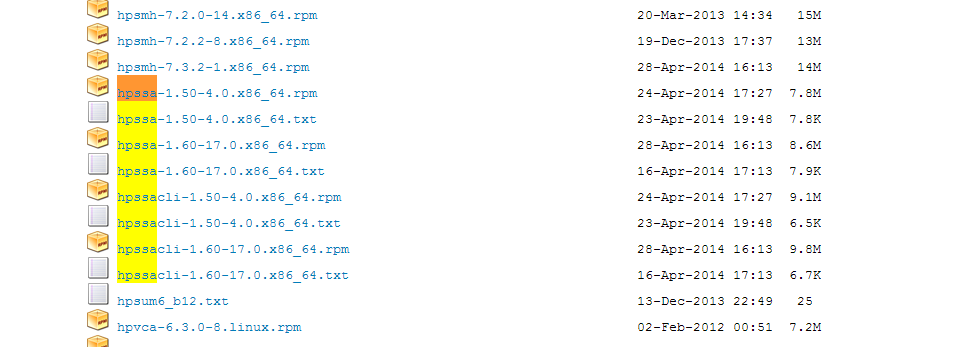 hpsmh-7.2.0-14.x86_64.rpm 20-Mar-2013 14:34 15M
hpsmh-7.2.2-8.x86_64.rpm 19-Dec-2013 17:37 13M
hpsmh-7.3.2-1.x86_64.rpm 28-Apr-2014 16:13 14M
hpssa-1.50-4.0.x86_64.rpm 24-Apr-2014 17:27 7.8M
hpssa-1.50-4.0.x86_64.txt 23-Apr-2014 19:48 7.8K
hpssa-1.60-17.0.x86_64.rpm 28-Apr-2014 16:13 8.6M
hpssa-1.60-17.0.x86_64.txt 16-Apr-2014 17:13 7.9K
hpssacli-1.50-4.0.x86_64.rpm 24-Apr-2014 17:27 9.1M
hpssacli-1.50-4.0.x86_64.txt 23-Apr-2014 19:48 6.5K
hpssacli-1.60-17.0.x86_64.rpm 28-Apr-2014 16:13 9.8M
hpssacli-1.60-17.0.x86_64.txt 16-Apr-2014 17:13 6.7K
hpsum6_b12.txt 13-Dec-2013 22:49 25
hpvca-6.3.0-8.linux.rpm 02-Feb-2012 00:51 7.2M